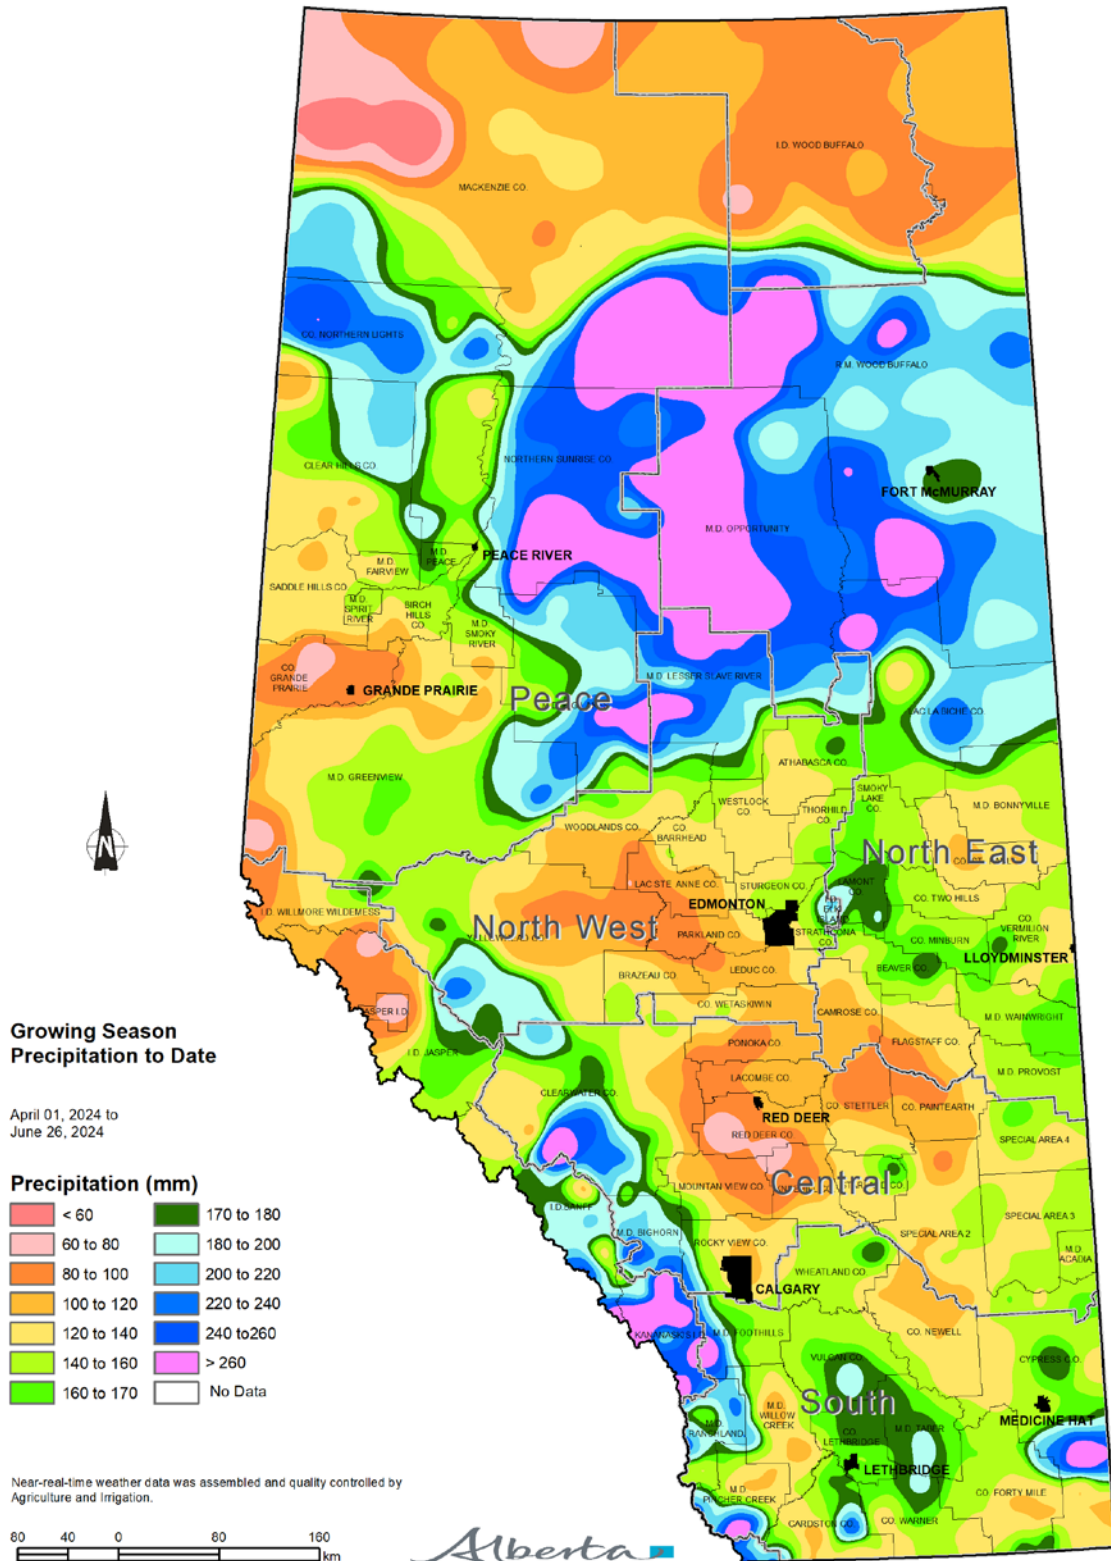 I.D. WOOD BUFFALO
MACKENZIE CO.
CO. NORTHERN LIGHTS
R.M. WOOD BUFFALO
CLEAR HILLS CO.
NORTHERN SUNRISE CO.
FORT McMURRAY
M.D. OPPORTUNITY
M.D. PEACE
PEACE RIVER
M.D. FAIRVIEW
SADDLE HILLS CO.
M.D. SPIRIT RIVER
BIRCH HILLS CO
M.D. SMOKY RIVER
CO. GRANDE PRAIRIE
GRANDE PRAIRIE
M.D. LESSER SLAVE RIVER
Peace
LAC LA BICHE CO.
M.D. GREENVIEW
ATHABASCA CO.
WESTLOCK CO
THORHILD CO.
SMOKY LAKE CO.
M.D. BONNYVILLE
WOODLANDS CO.
CO. BARRHEAD
North East
LAC STE. ANNE CO.
STURGEON CO.
LAMONT CO.
EDMONTON
CO. TWO HILLS
I.D. WILLMORE WILDERNESS
North West
PARKLAND CO.
STRATHCONA CO.
CO. VERMILION RIVER
CO. MINBURN
LLOYDMINSTER
BRAZEAU CO.
LEDUC CO.
BEAVER CO.
CO. WETASKIWIN
CAMROSE CO.
M.D. WAINWRIGHT
JASPER I.D.
PONOKA CO.
FLAGSTAFF CO.
I.D. JASPER
LACOMBE CO.
M.D. PROVOST
CLEARWATER CO.
CO. STETTLER
CO. PAINTEARTH
RED DEER
RED DEER CO.
SPECIAL AREA 4
MOUNTAIN VIEW CO.
Central
I.D. BANFF
SPECIAL AREA 3
M.D. BIGHORN
ROCKY VIEW CO.
SPECIAL AREA 2
M.D. ACADIA
WHEATLAND CO.
CALGARY
KANANASKIS I.D.
M.D. FOOTHILLS
CO. NEWELL
VULCAN CO.
CYPRESS CO.
South
M.D. WILLOW CREEK
MEDICINE HAT
M.D. RANCHLAND
CO. LETHBRIDGE
M.D. TABER
LETHBRIDGE
M.D. PINCHER CREEK
CO. FORTY MILE
CARDSTON CO.
CO. WARNER
N
Growing Season
Precipitation to Date
April 01, 2024 to
June 26, 2024
Precipitation (mm)
< 60
60 to 80
80 to 100
100 to 120
120 to 140
140 to 160
160 to 170
170 to 180
180 to 200
200 to 220
220 to 240
240 to260
> 260
No Data
Near-real-time weather data was assembled and quality controlled by
Agriculture and Irrigation.
80 40 0 80 160
km
Alberta